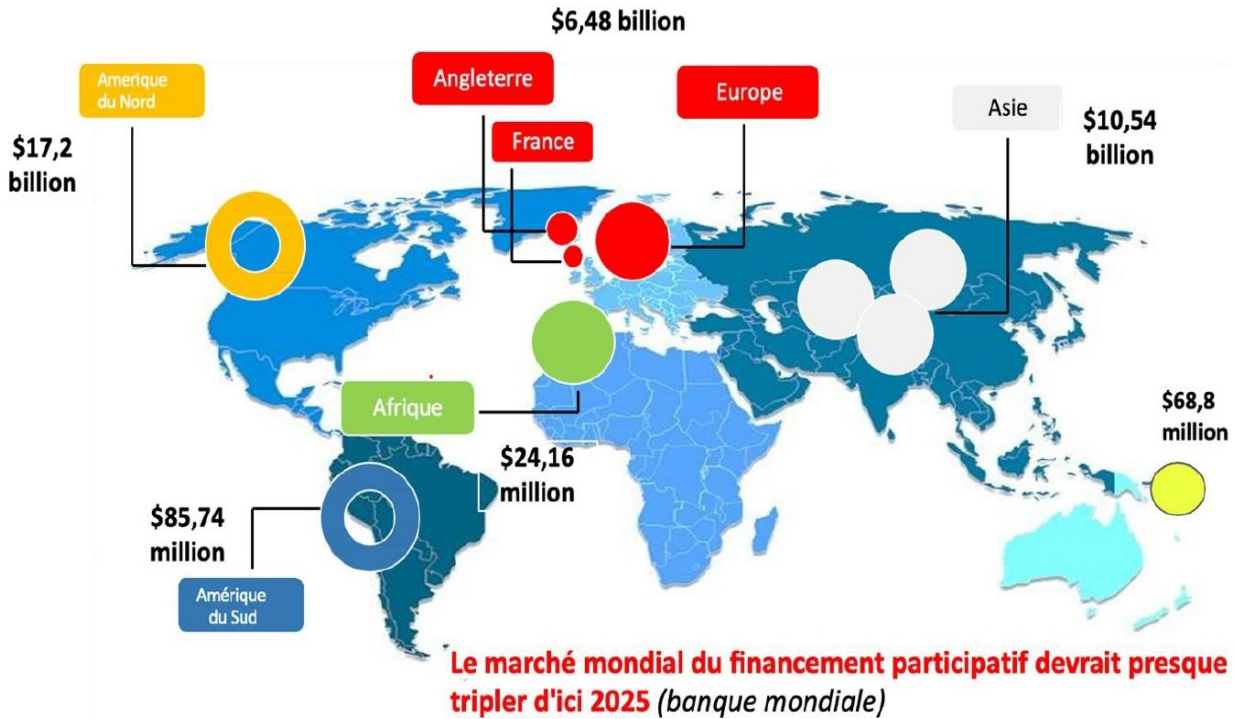 $6,48 billion
Amerique
du Nord
Angleterre
Europe
Asie
France
$17,2
billion
$10,54
billion
Afrique
$68,8
million
$24,16
million
$85,74
million
Amérique
du Sud
Le marché mondial du financement participatif devrait presque
tripler d'ici 2025 (banque mondiale)